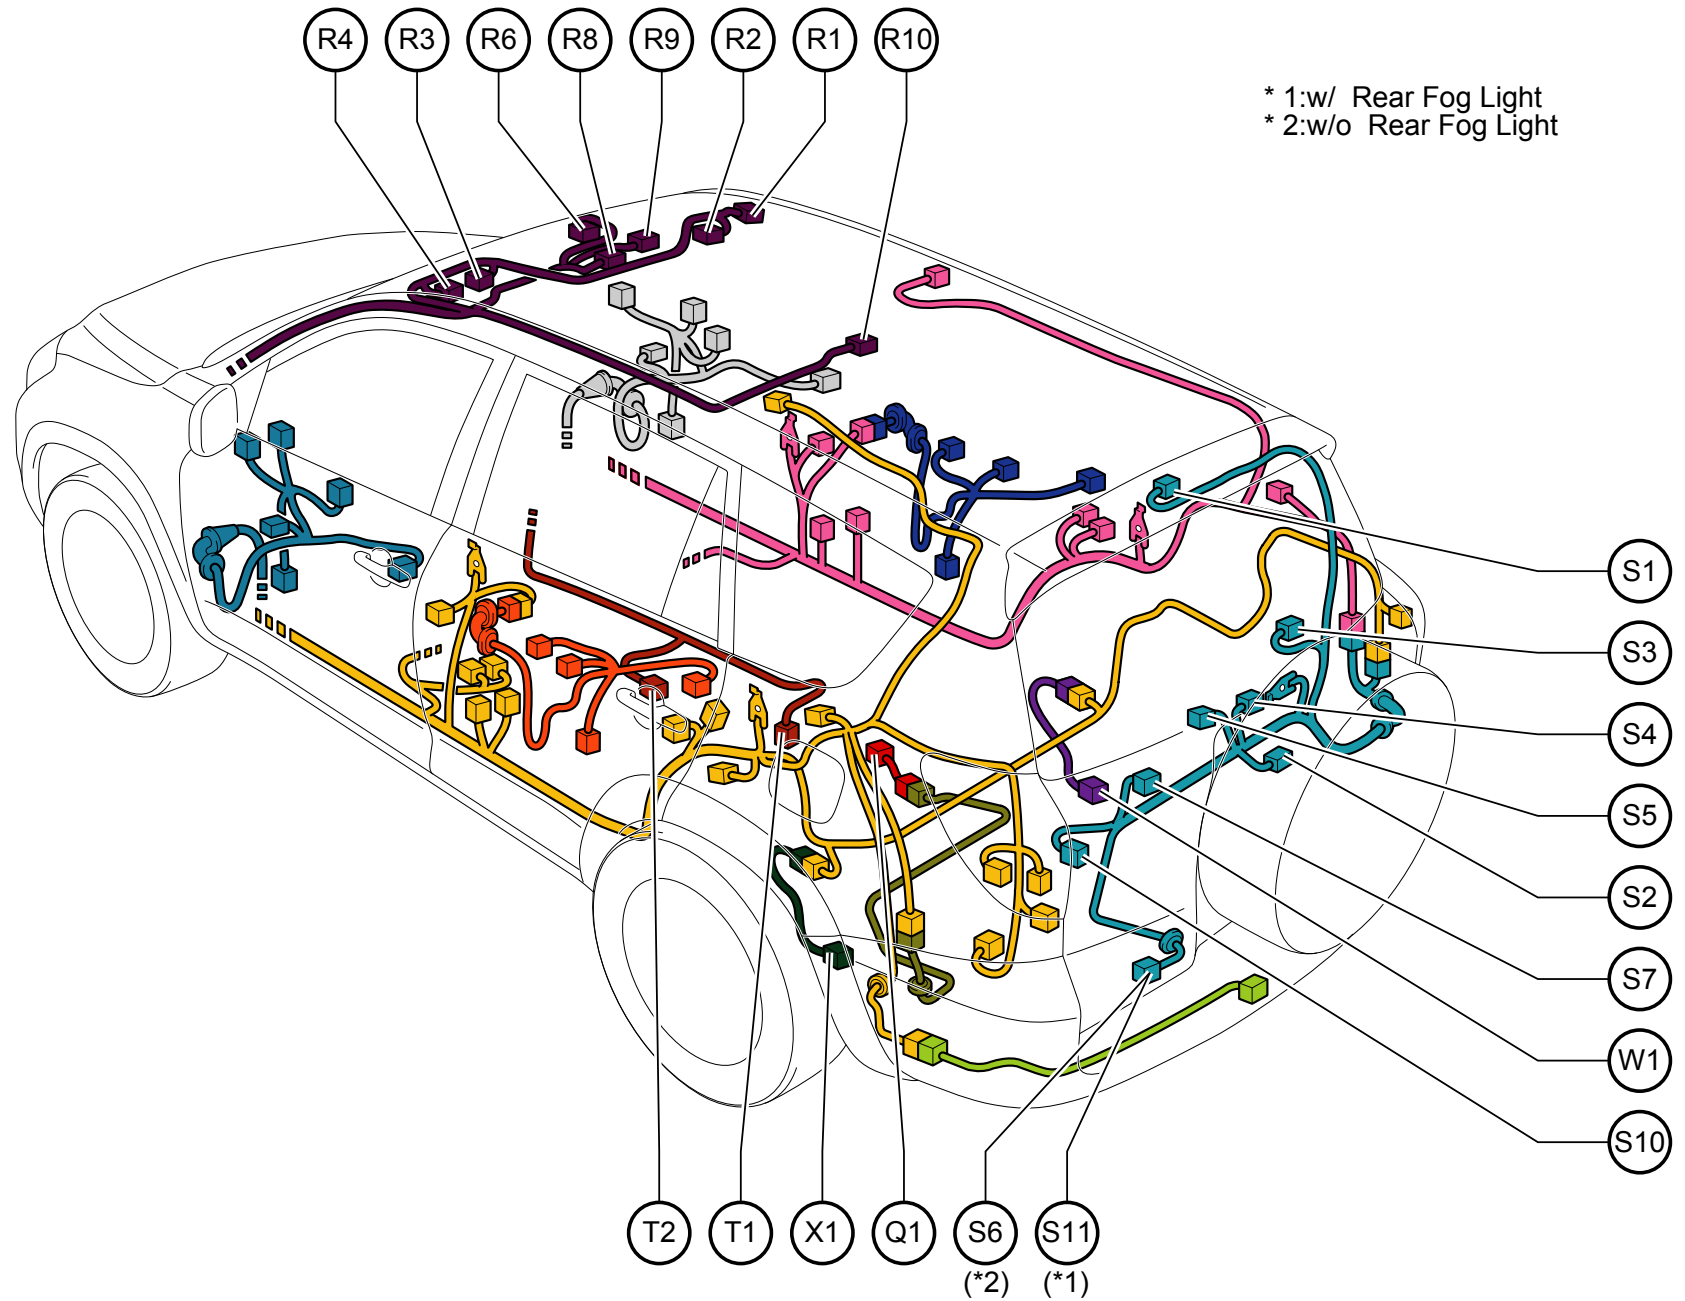 R4 R3 R6 R8 R9 R2 R1 R10
* 1:w/ Rear Fog Light
* 2:w/o Rear Fog Light
S1
S3
S4
S5
S2
S7
W1
S10
T2 T1 X1 Q1 S6 S11
(*2) (*1)